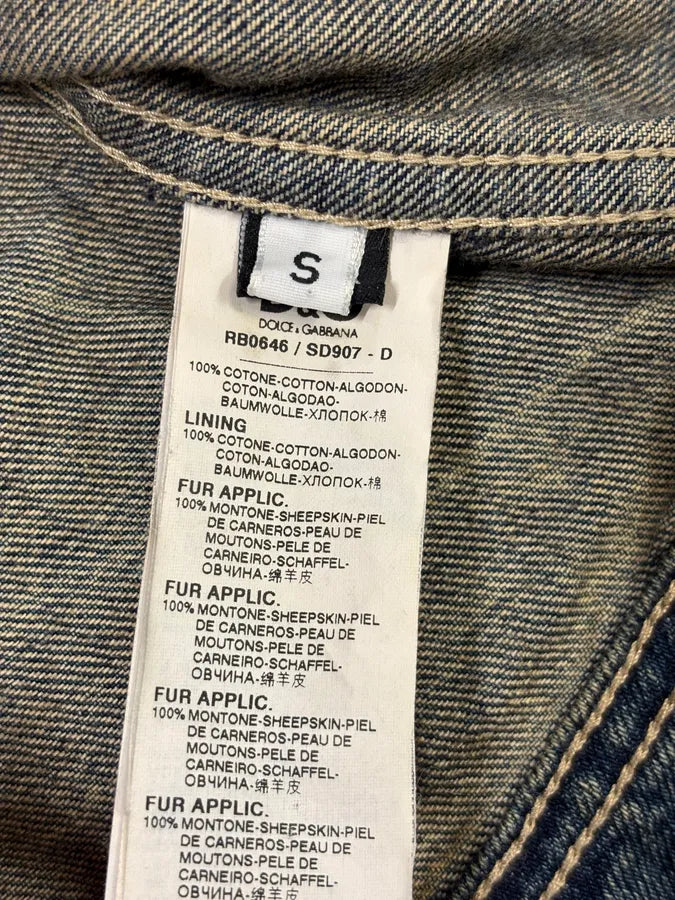 S
D&G
DOLCE & GABBANA
RB0646 / SD907 - D
100% COTONE-COTTON-ALGODON-
COTON-ALGODAO-
BAUMWOLLE-ХЛОПОК-棉
LINING
100% COTONE-COTTON-ALGODON-
COTON-ALGODAO-
BAUMWOLLE-ХЛОПОК-棉
FUR APPLIC.
100% MONTONE-SHEEPSKIN-PIEL
DE CARNEROS-PEAU DE
MOUTONS-PELE DE
CARNEIRO-SCHAFFEL-
ОВЧИНА-绵羊皮
FUR APPLIC.
100% MONTONE-SHEEPSKIN-PIEL
DE CARNEROS-PEAU DE
MOUTONS-PELE DE
CARNEIRO-SCHAFFEL-
ОВЧИНА-绵羊皮
FUR APPLIC.
100% MONTONE-SHEEPSKIN-PIEL
DE CARNEROS-PEAU DE
MOUTONS-PELE DE
CARNEIRO-SCHAFFEL-
ОВЧИНА-绵羊皮
FUR APPLIC.
100% MONTONE-SHEEPSKIN-PIEL
DE CARNEROS-PEAU DE
MOUTONS-PELE DE
CARNEIRO-SCHAFFEL-
ОВЧИНА-绵羊皮